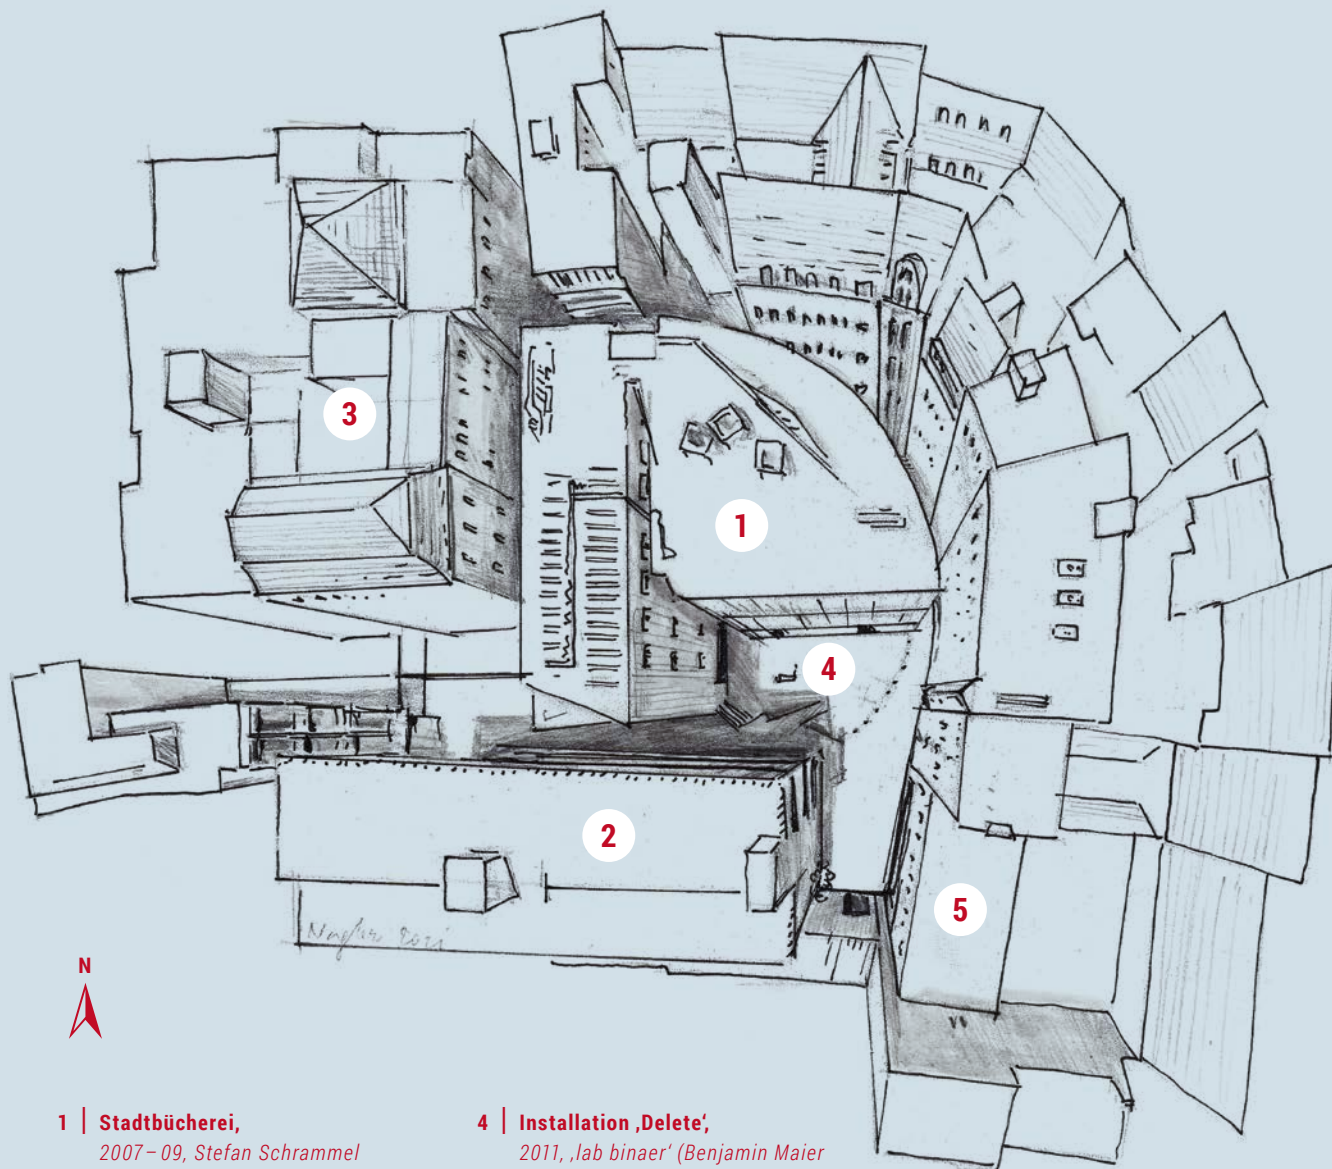 3
1
4
2
5
N
1 | Stadtbücherei,
2007–09, Stefan Schrammel
4 | Installation ‚Delete‘,
2011, ‚lab binaer‘ (Benjamin Maier